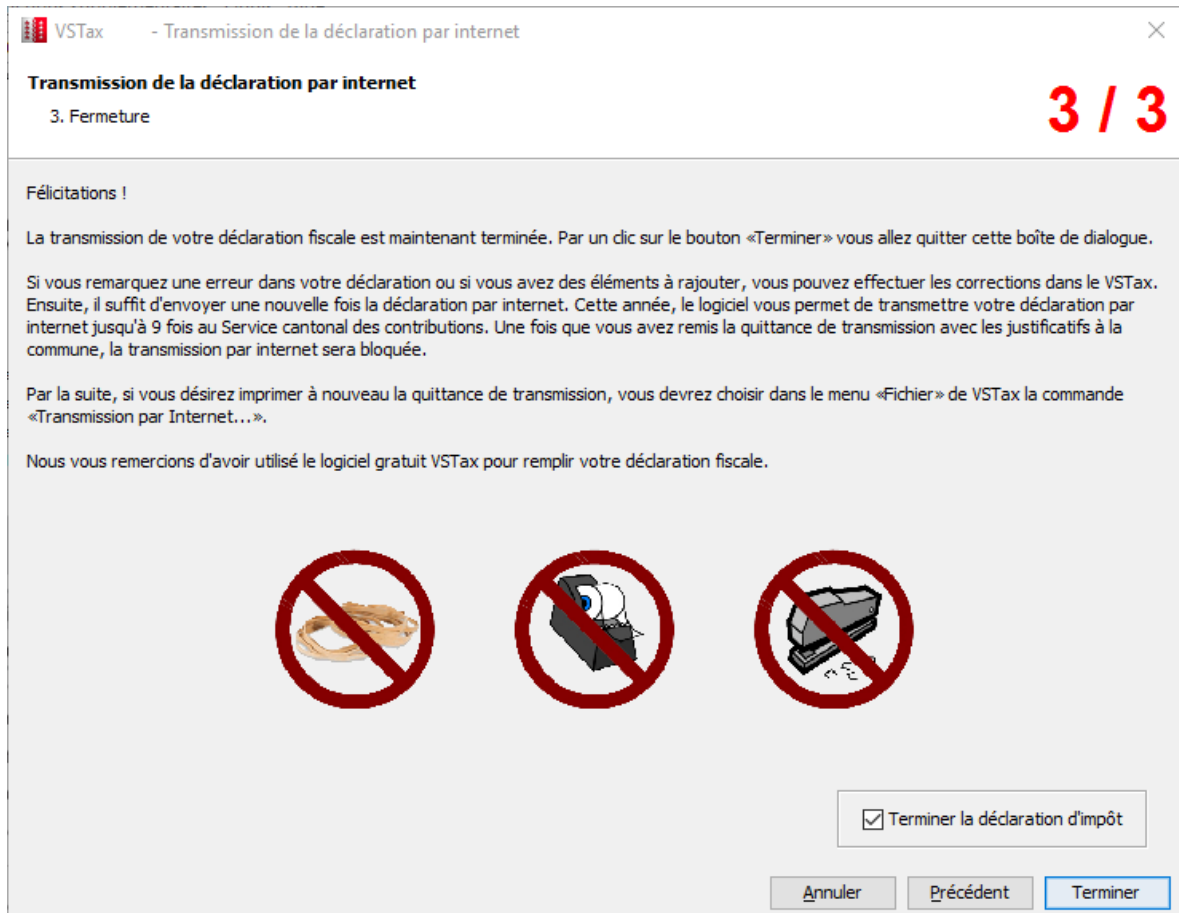 VSTax - Transmission de la déclaration par internet
Transmission de la déclaration par internet
3. Fermeture
3 / 3
Félicitations !
La transmission de votre déclaration fiscale est maintenant terminée. Par un clic sur le bouton «Terminer» vous allez quitter cette boîte de dialogue.
Si vous remarquez une erreur dans votre déclaration ou si vous avez des éléments à rajouter, vous pouvez effectuer les corrections dans le VSTax.
Ensuite, il suffit d'envoyer une nouvelle fois la déclaration par internet. Cette année, le logiciel vous permet de transmettre votre déclaration par
internet jusqu'à 9 fois au Service cantonal des contributions. Une fois que vous avez remis la quittance de transmission avec les justificatifs à la
commune, la transmission par internet sera bloquée.
Par la suite, si vous désirez imprimer à nouveau la quittance de transmission, vous devrez choisir dans le menu «Fichier» de VSTax la commande
«Transmission par Internet...».
Nous vous remercions d'avoir utilisé le logiciel gratuit VSTax pour remplir votre déclaration fiscale.
Terminer la déclaration d'impôt
Annuler
Précédent
Terminer